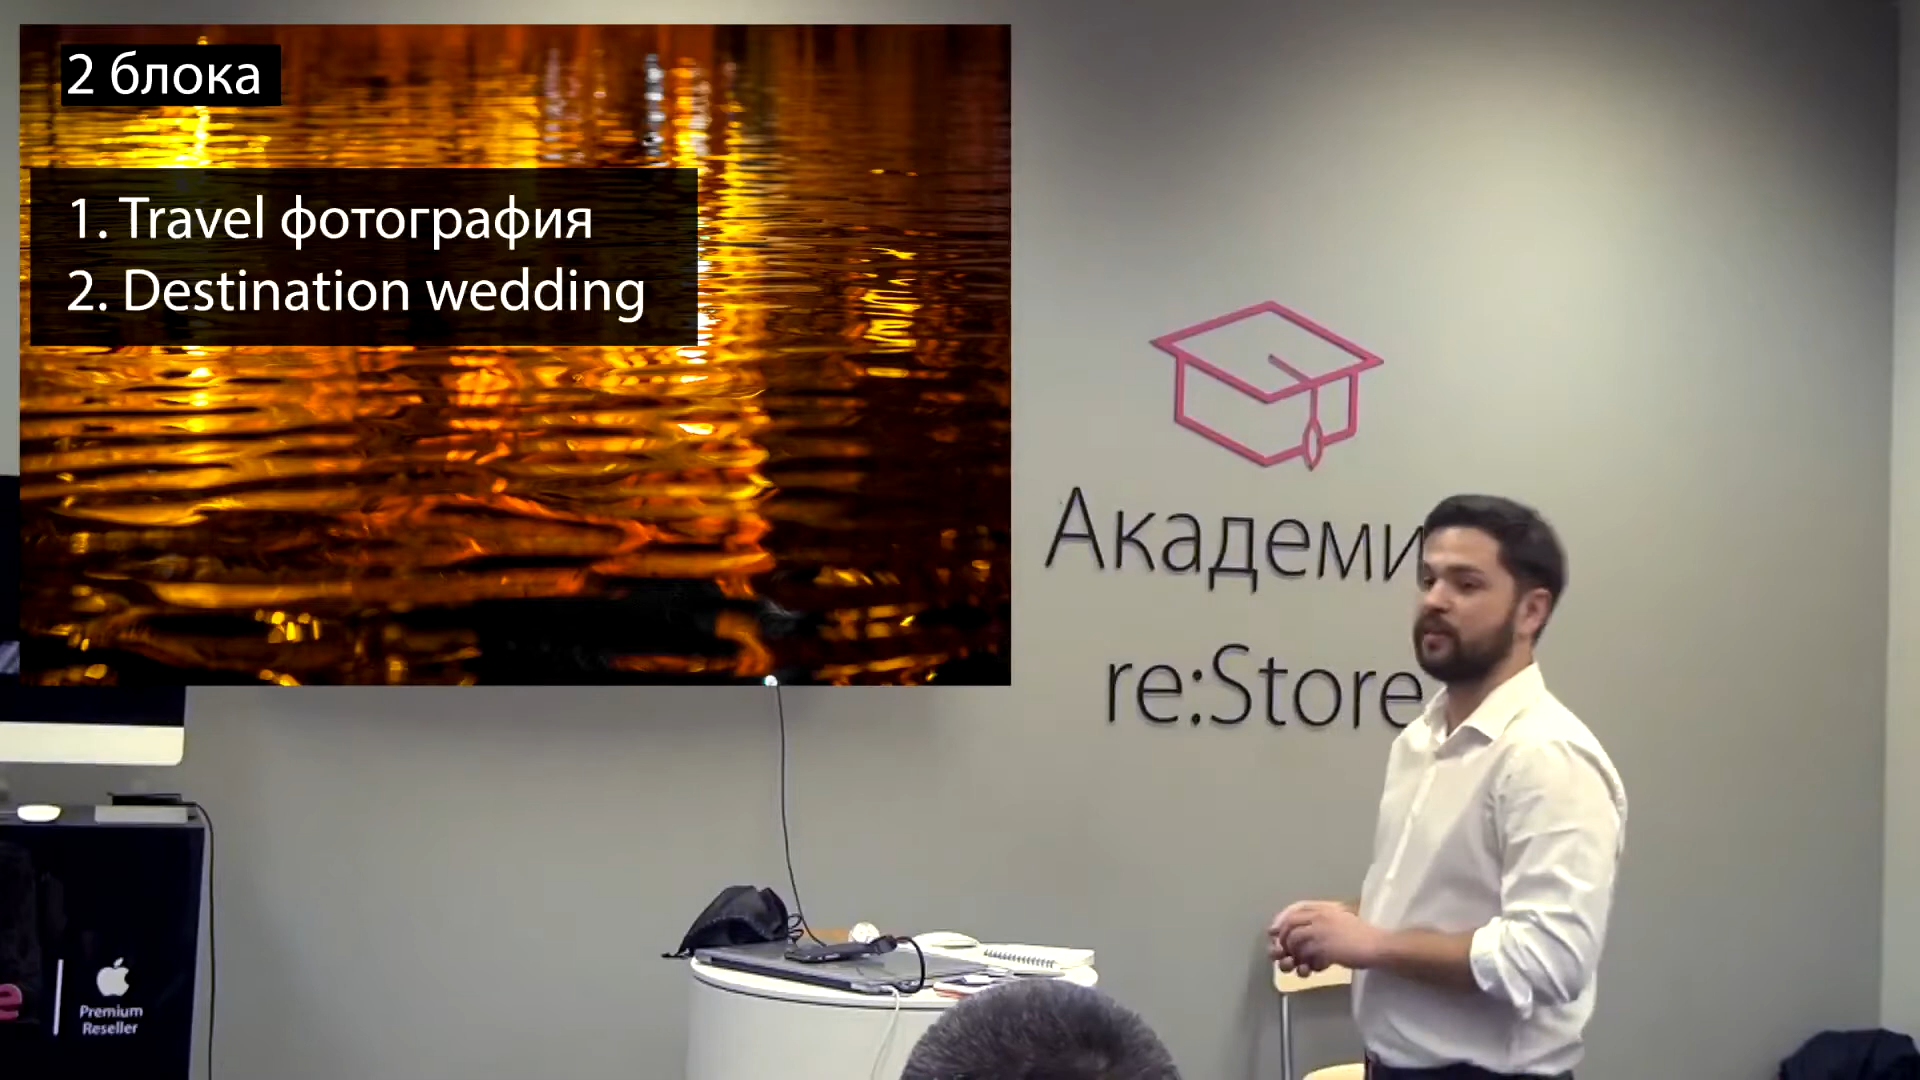 2 блока
1. Travel фотография
2. Destination wedding
Академи
re:Store
Premium
Reseller